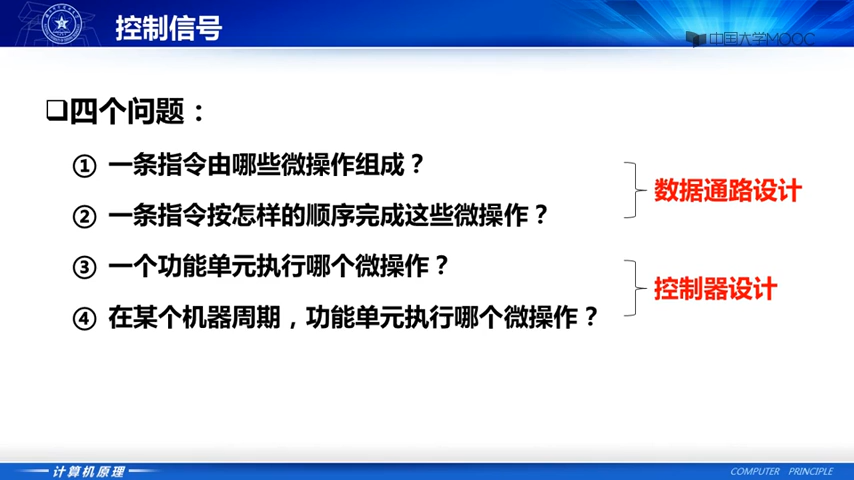 控制信号
中国大学MOOC
❑四个问题：
① 一条指令由哪些微操作组成？
② 一条指令按怎样的顺序完成这些微操作？
数据通路设计
③ 一个功能单元执行哪个微操作？
④ 在某个机器周期，功能单元执行哪个微操作？
控制器设计
计算机原理
COMPUTER PRINCIPLE